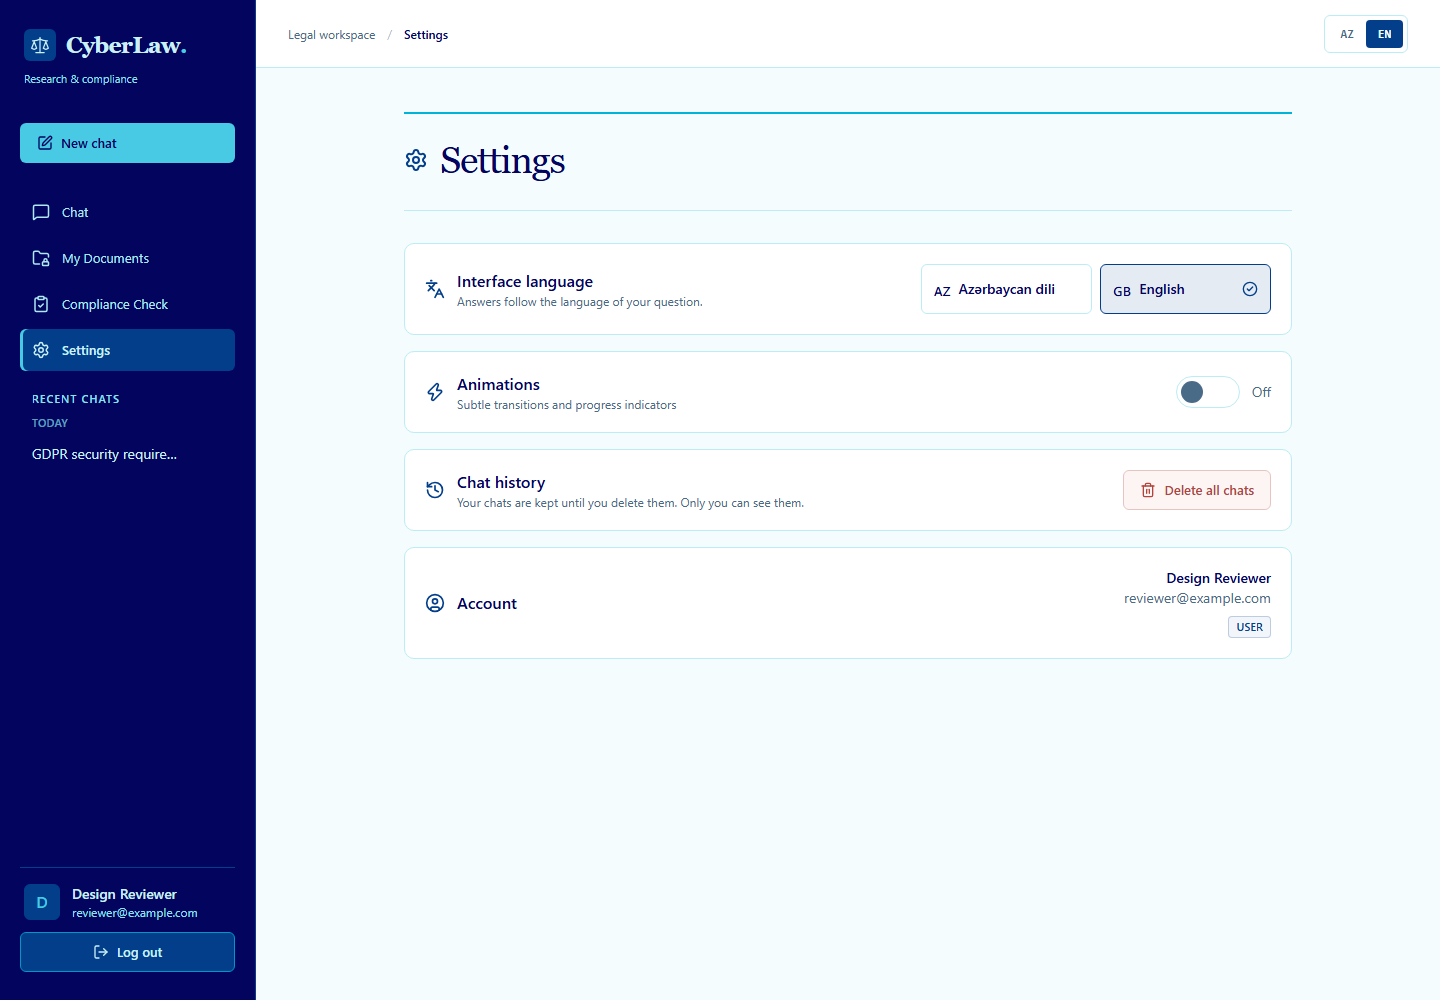 CyberLaw.
Research & compliance
New chat
Chat
My Documents
Compliance Check
Settings
RECENT CHATS
TODAY
GDPR security require...
Design Reviewer
D
reviewer@example.com
Log out
Legal workspace / Settings
AZ EN
Settings
Interface language
Answers follow the language of your question.
AZ Azərbaycan dili
GB English
Animations
Subtle transitions and progress indicators
Off
Chat history
Your chats are kept until you delete them. Only you can see them.
Delete all chats
Account
Design Reviewer
reviewer@example.com
USER